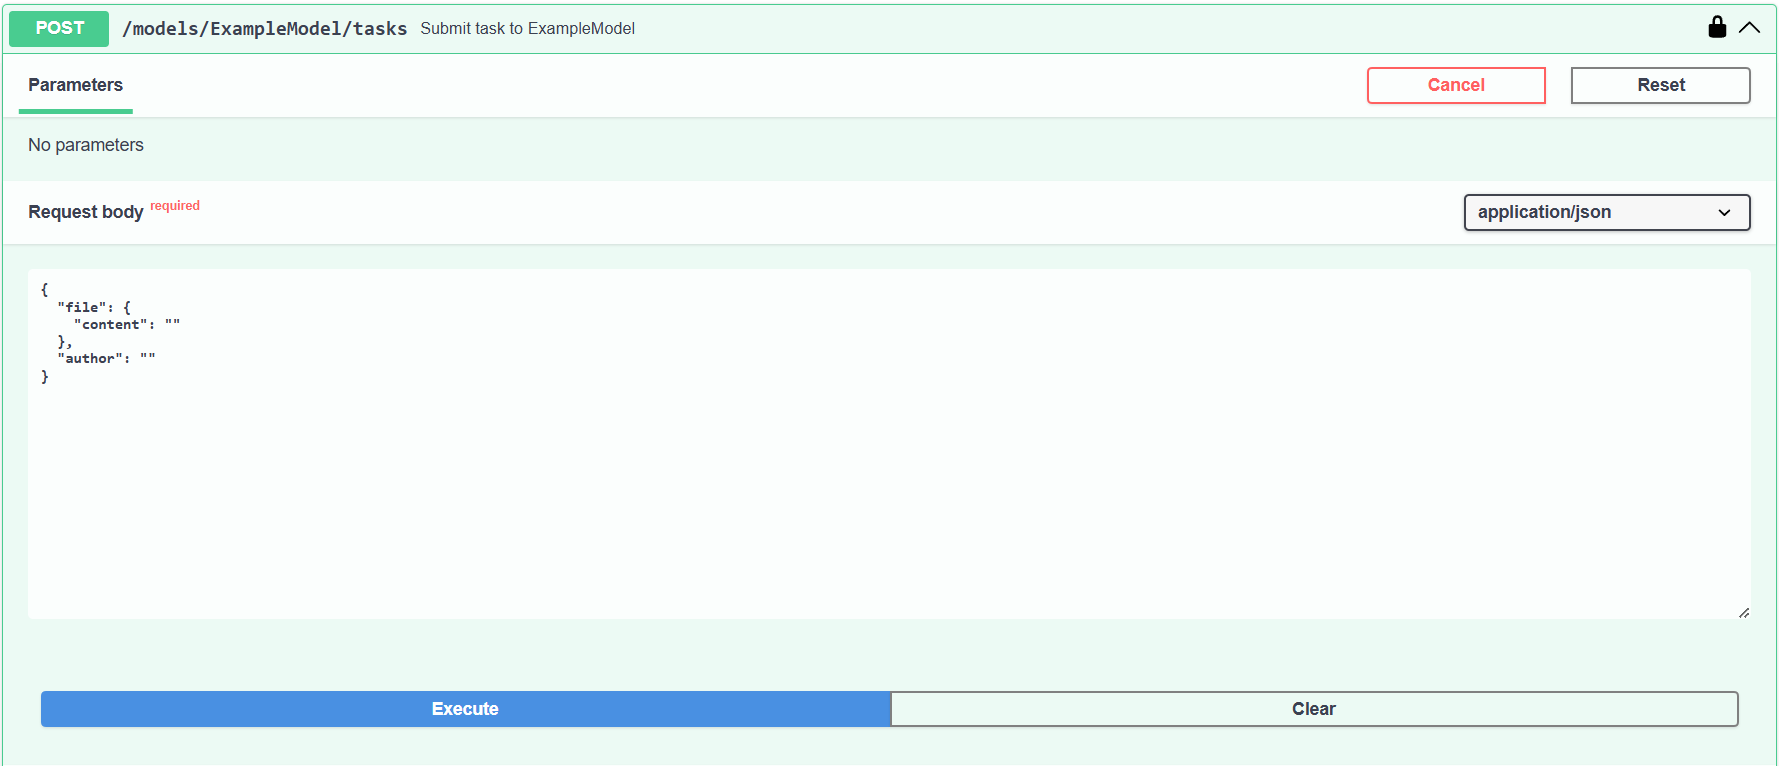 POST /models/ExampleModel/tasks Submit task to ExampleModel
Parameters Cancel Reset
No parameters
Request body required application/json
{
  "file": {
    "content": ""
  },
  "author": ""
}
Execute Clear